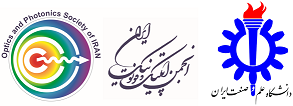 Optics and Photonics Society of IRAN
انجمن اپتیک و فوتونیک ایران
دانشگاه علم و صنعت ایران